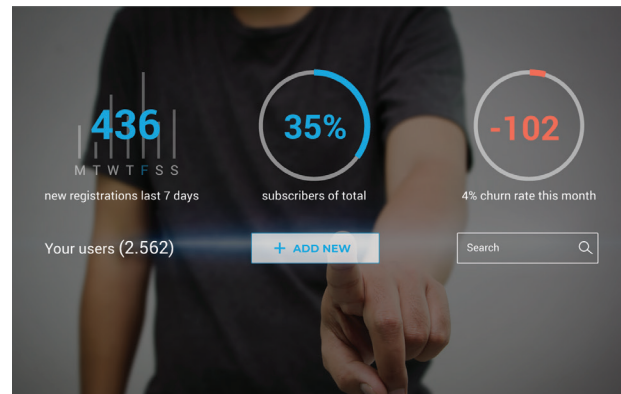 436
M T W T F S S
new registrations last 7 days
35%
subscribers of total
-102
4% churn rate this month
Your users (2.562)
+ ADD NEW
Search